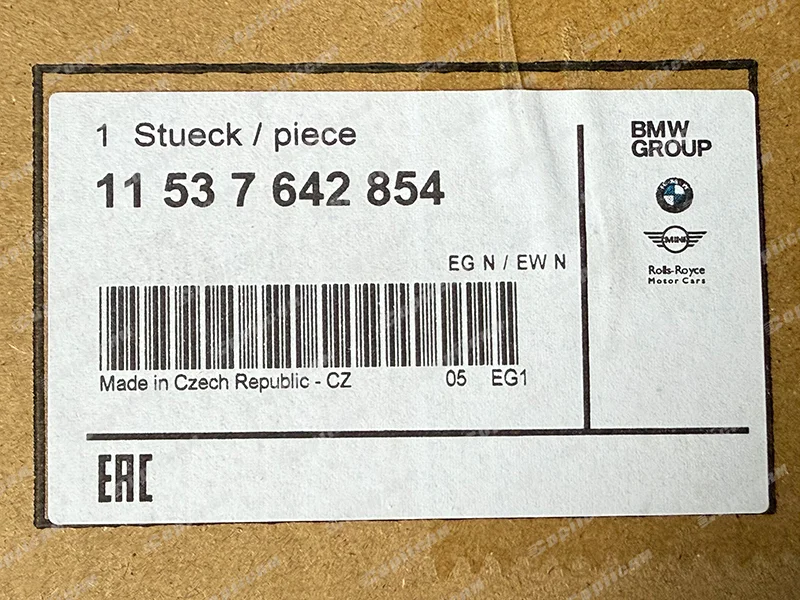 1 Stueck / piece
11 53 7 642 854
EG N / EW N
Made in Czech Republic - CZ 05 EG1
EAC
BMW
GROUP
MINI
Rolls-Royce
Motor Cars